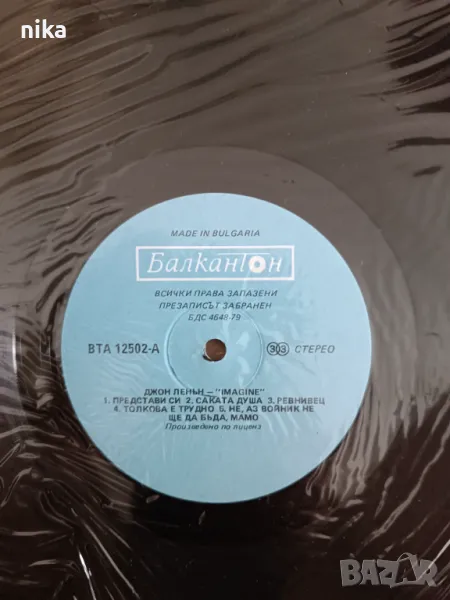 nika
MADE IN BULGARIA
Балкантон
ВСИЧКИ ПРАВА ЗАПАЗЕНИ
ПРЕЗАПИСЪТ ЗАБРАНЕН
БДС 4648-79
ВТА 12502-А
303 СТЕРЕО
ДЖОН ЛЕНЪН – "IMAGINE"
1. ПРЕДСТАВИ СИ 2. САКАТА ДУША 3. РЕВНИВЕЦ
4. ТОЛКОВА Е ТРУДНО 5. НЕ, АЗ ВОЙНИК НЕ
ЩЕ ДА БЪДА, МАМО
Произведено по лиценз
BAZAR